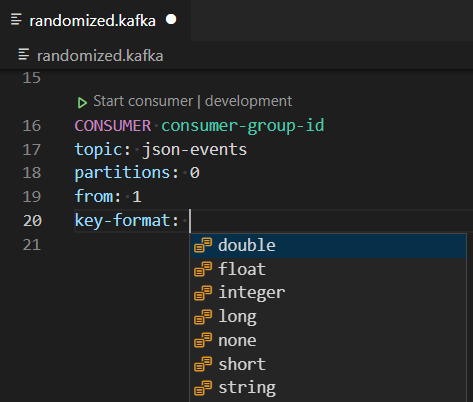 randomized.kafka
randomized.kafka
15
Start consumer | development
16 CONSUMER consumer-group-id
17 topic: json-events
18 partitions: 0
19 from: 1
20 key-format:
21
double
float
integer
long
none
short
string